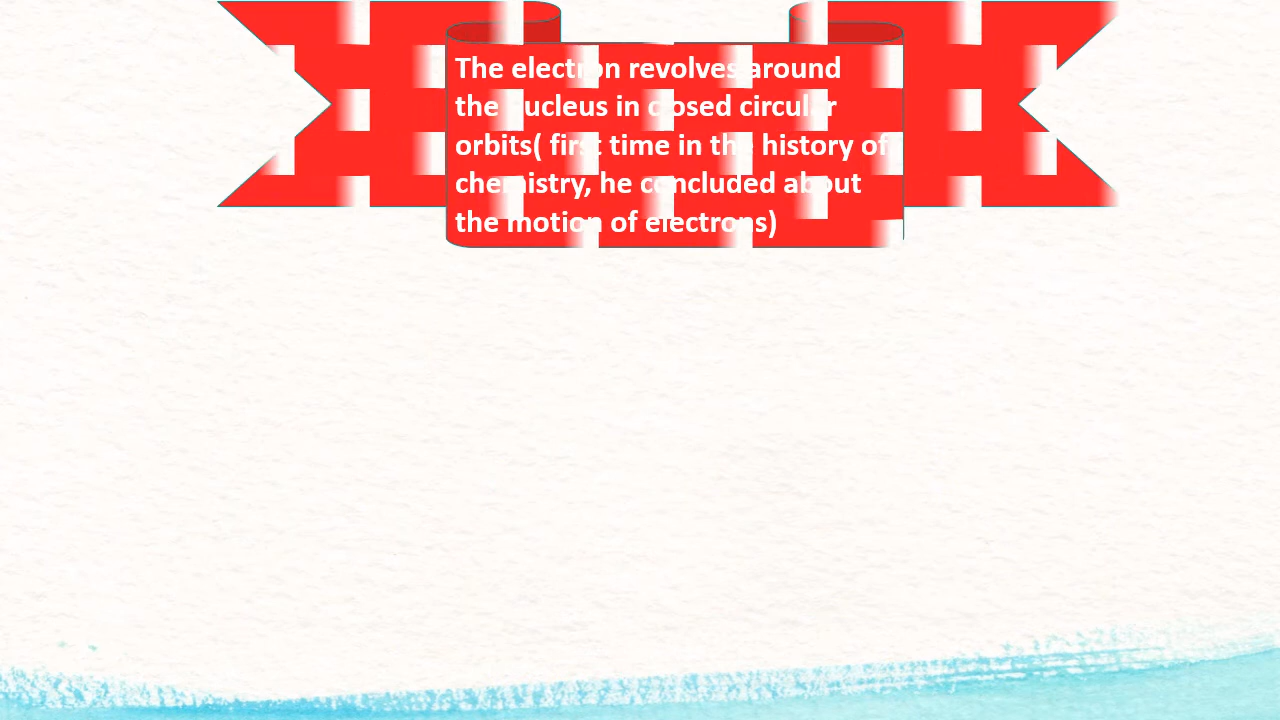 The electron revolves around
the nucleus in closed circular
orbits( first time in the history of
chemistry, he concluded about
the motion of electrons)